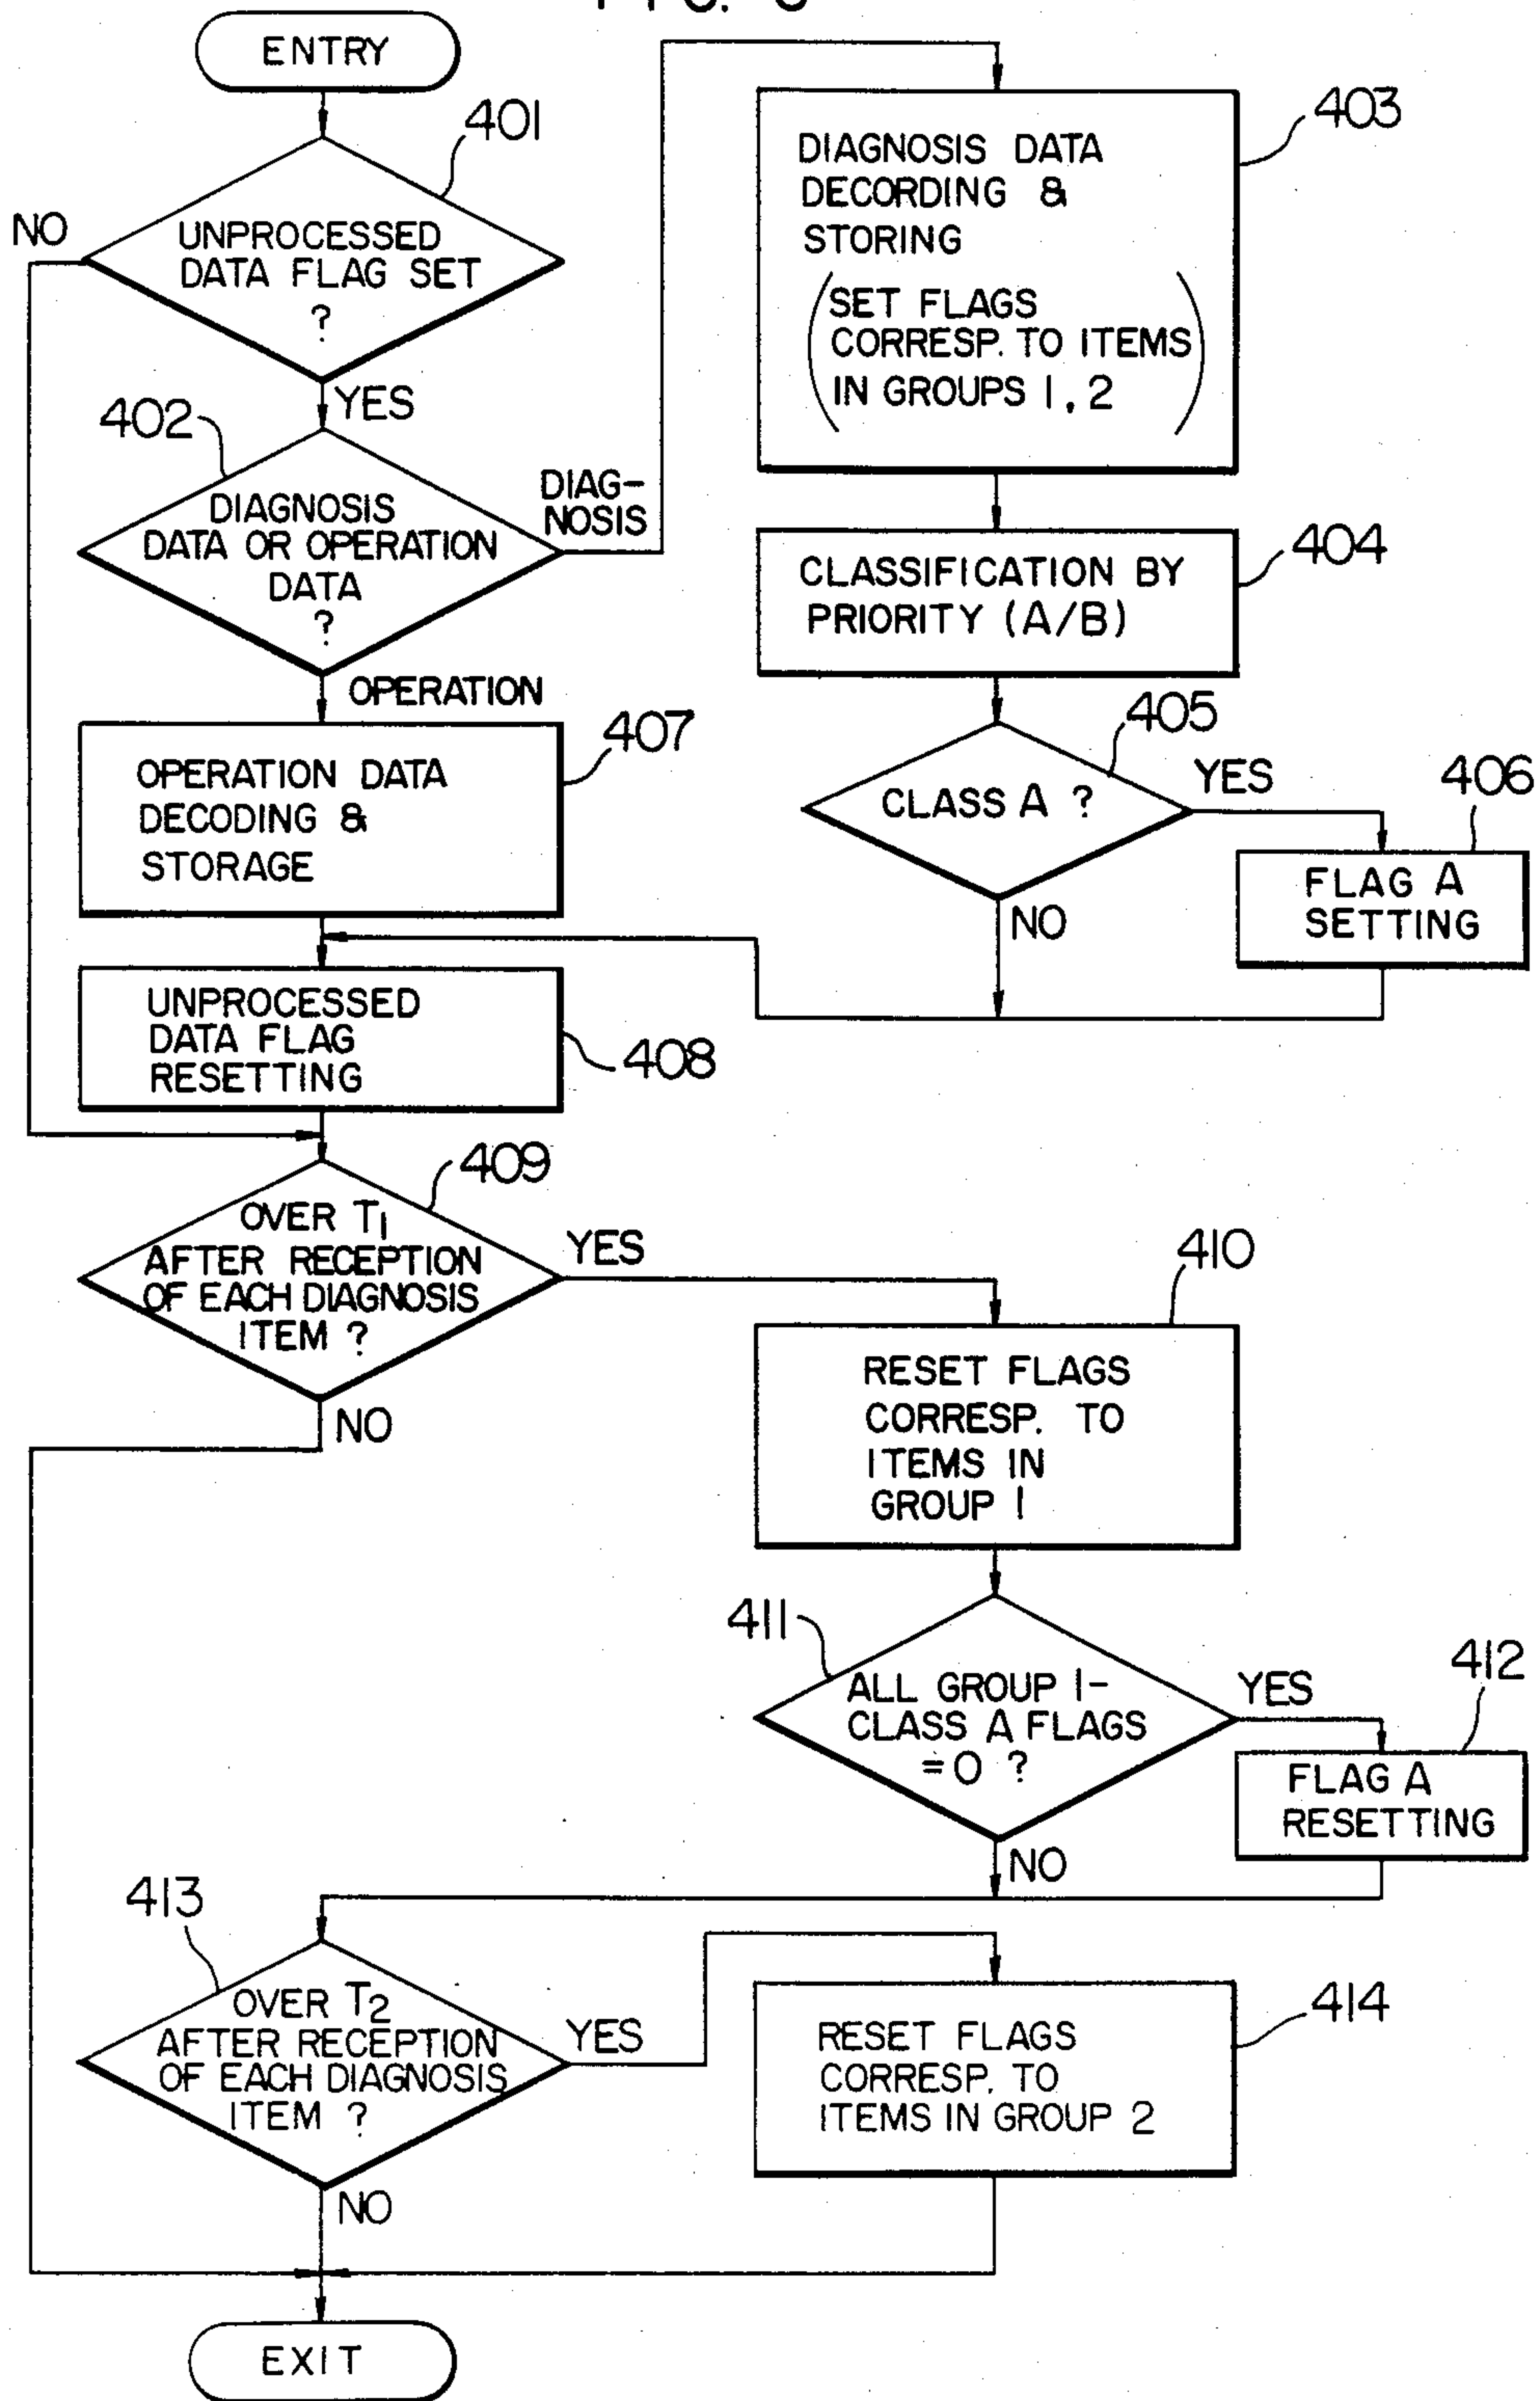 ENTRY
401
NO
UNPROCESSED
DATA FLAG SET
?
YES
402
DIAGNOSIS
DATA OR OPERATION
DATA
?
DIAG-
NOSIS
OPERATION
403
DIAGNOSIS DATA
DECORDING &
STORING
(SET FLAGS
CORRESP. TO ITEMS
IN GROUPS 1, 2)
404
CLASSIFICATION BY
PRIORITY (A/B)
405
CLASS A ?
YES
NO
406
FLAG A
SETTING
407
OPERATION DATA
DECODING &
STORAGE
UNPROCESSED
DATA FLAG
RESETTING
408
409
OVER T1
AFTER RECEPTION
OF EACH DIAGNOSIS
ITEM ?
YES
NO
410
RESET FLAGS
CORRESP. TO
ITEMS IN
GROUP 1
411
ALL GROUP 1-
CLASS A FLAGS
=0 ?
YES
NO
412
FLAG A
RESETTING
413
OVER T2
AFTER RECEPTION
OF EACH DIAGNOSIS
ITEM ?
YES
NO
414
RESET FLAGS
CORRESP. TO
ITEMS IN GROUP 2
EXIT